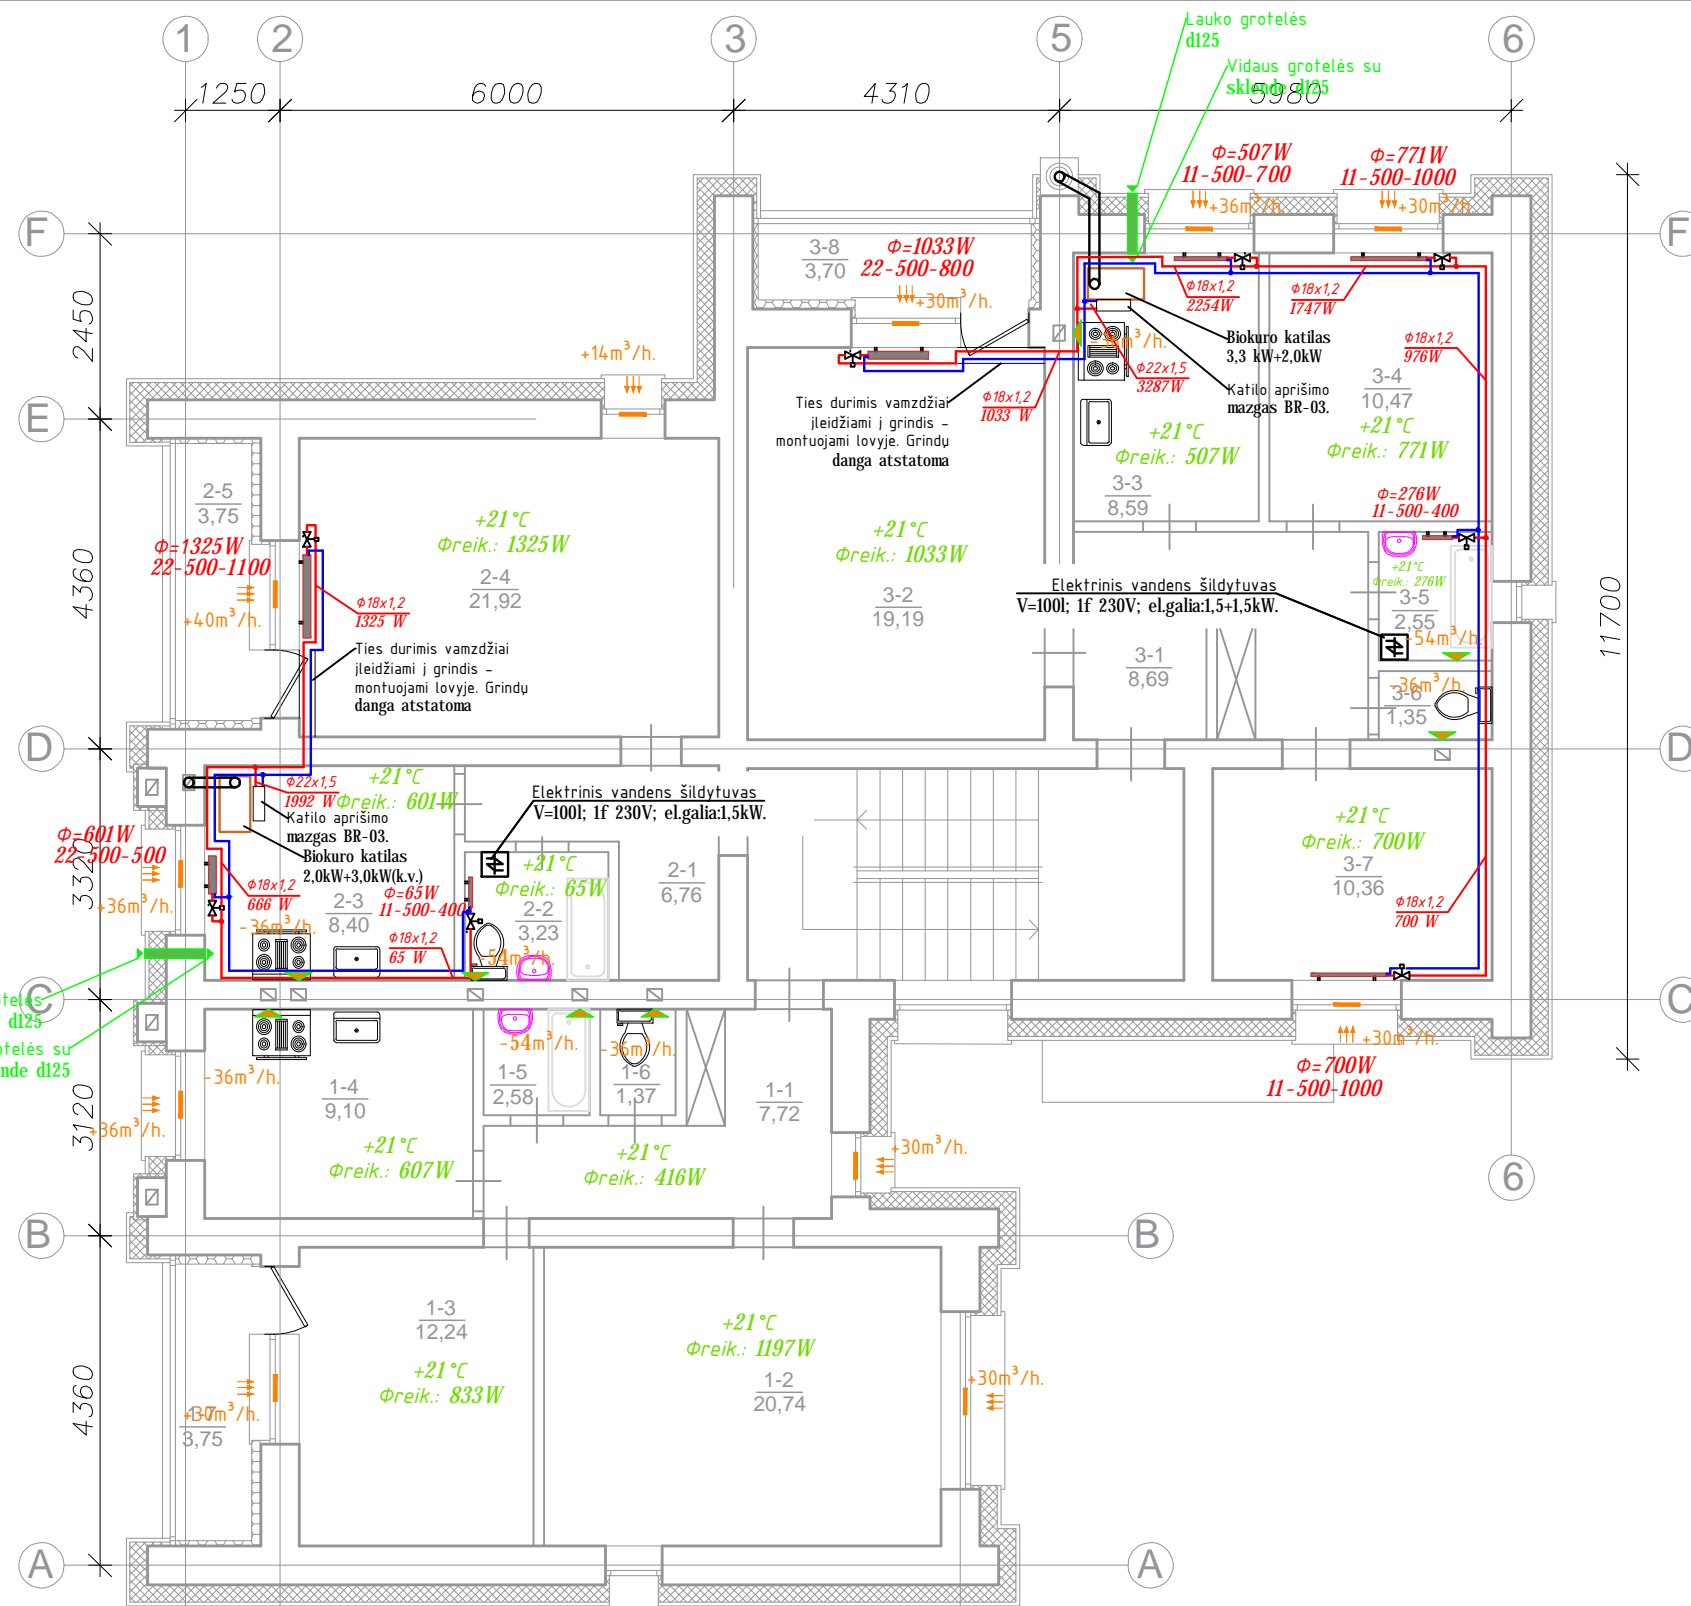 1
2
3
5
6
Lauko grotelės
d125
Vidaus grotelės su
sklende d125
1250
6000
4310
5980
Φ=507W
11-500-700
Φ=771W
11-500-1000
+36m³/h.
+30m³/h.
F
F
3-8
3,70
Φ=1033W
22-500-800
+30m³/h.
Φ18x1,2
2254W
Φ18x1,2
1747W
2450
+14m³/h.
Biokuro katilas
3,3 kW+2,0kW
Φ18x1,2
976W
Φ22x1,5
3287W
Katilo aprišimo
mazgas BR-03.
3-4
10,47
+21°C
Φreik.: 771W
E
Ties durimis vamzdžiai
įleidžiami į grindis -
montuojami lovyje. Grindų
danga atstatoma
Φ18x1,2
1033 W
+21°C
Φreik.: 507W
3-3
8,59
2-5
3,75
+21°C
Φreik.: 1325W
2-4
21,92
+21°C
Φreik.: 1033W
3-2
19,19
Φ=276W
11-500-400
Φ=1325W
22-500-1100
+40m³/h.
4360
Φ18x1,2
1325 W
Elektrinis vandens šildytuvas
V=100l; 1f 230V; el.galia:1,5+1,5kW.
+21°C
Φreik.: 276W
3-5
2,55
-54m³/h.
11700
Ties durimis vamzdžiai
įleidžiami į grindis -
montuojami lovyje. Grindų
danga atstatoma
3-1
8,69
-36m³/h.
3-6
1,35
D
D
Φ22x1,5
1992 W
+21°C
Φreik.: 601W
Katilo aprišimo
mazgas BR-03.
Biokuro katilas
2,0kW+3,0kW(k.v.)
Elektrinis vandens šildytuvas
V=100l; 1f 230V; el.galia:1,5kW.
+21°C
Φreik.: 700W
3-7
10,36
Φ=601W
22-500-500
3320
+36m³/h.
Φ18x1,2
666 W
-36m³/h.
2-3
8,40
Φ=65W
11-500-400
+21°C
Φreik.: 65W
2-2
3,23
2-1
6,76
Φ18x1,2
65 W
-54m³/h.
Φ18x1,2
700 W
C
C
d125
su
d125
-36m³/h.
-54m³/h.
-36m³/h.
+30m³/h.
Φ=700W
11-500-1000
1-4
9,10
1-5
2,58
1-6
1,37
1-1
7,72
3120
+36m³/h.
+21°C
Φreik.: 607W
+21°C
Φreik.: 416W
+30m³/h.
6
B
B
1-3
12,24
+21°C
Φreik.: 833W
+21°C
Φreik.: 1197W
1-2
20,74
+30m³/h.
4360
+30m³/h.
1-7
3,75
A
A